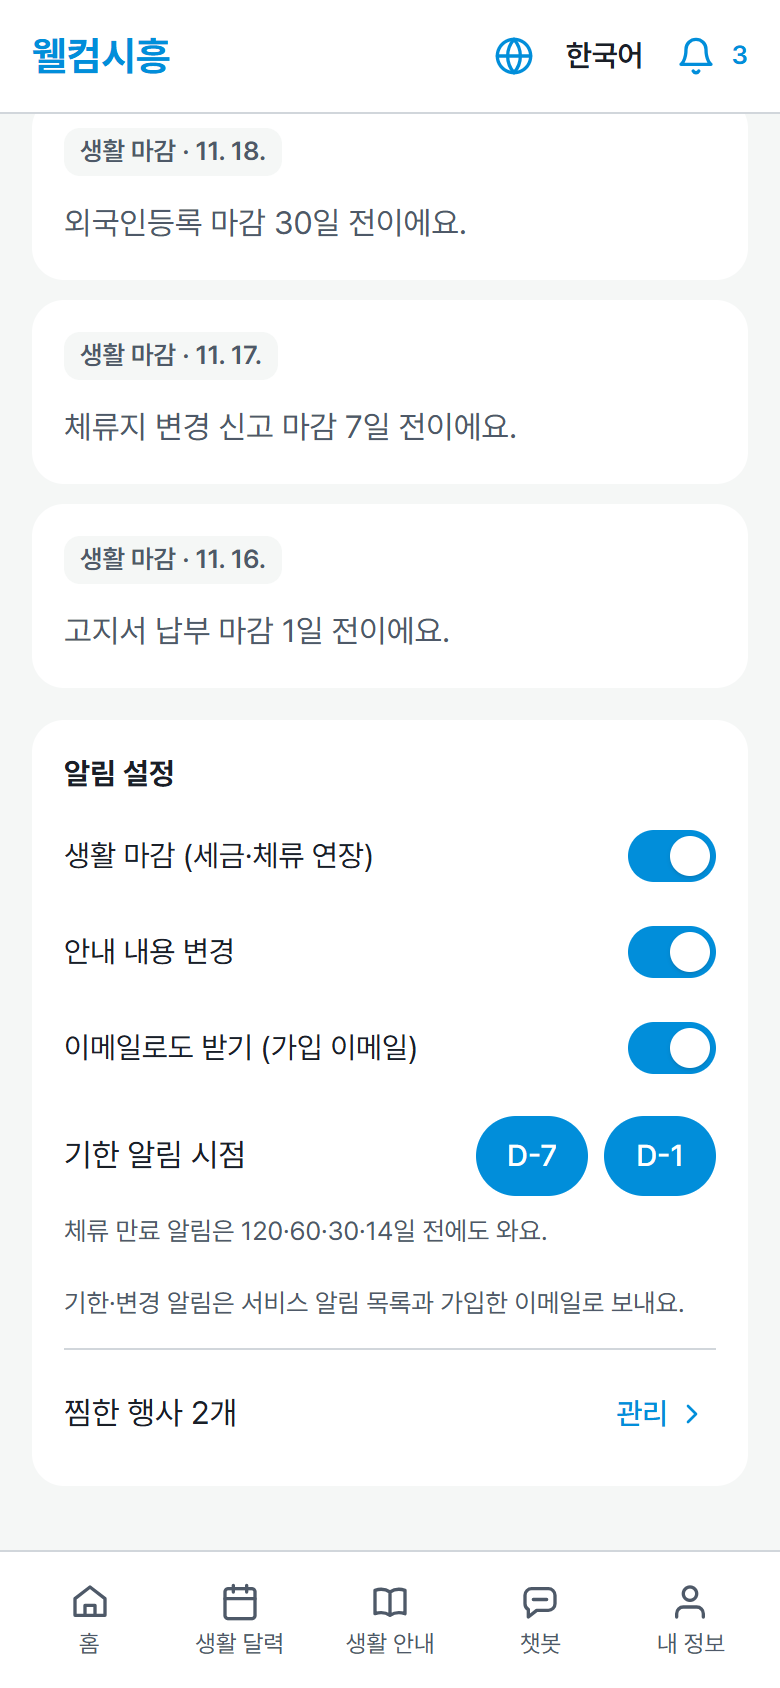 웰컴시흥
한국어
3
생활 마감 · 11. 18.
외국인등록 마감 30일 전이에요.
생활 마감 · 11. 17.
체류지 변경 신고 마감 7일 전이에요.
생활 마감 · 11. 16.
고지서 납부 마감 1일 전이에요.
알림 설정
생활 마감 (세금·체류 연장)
안내 내용 변경
이메일로도 받기 (가입 이메일)
기한 알림 시점
D-7
D-1
체류 만료 알림은 120·60·30·14일 전에도 와요.
기한·변경 알림은 서비스 알림 목록과 가입한 이메일로 보내요.
찜한 행사 2개
관리
홈
생활 달력
생활 안내
챗봇
내 정보